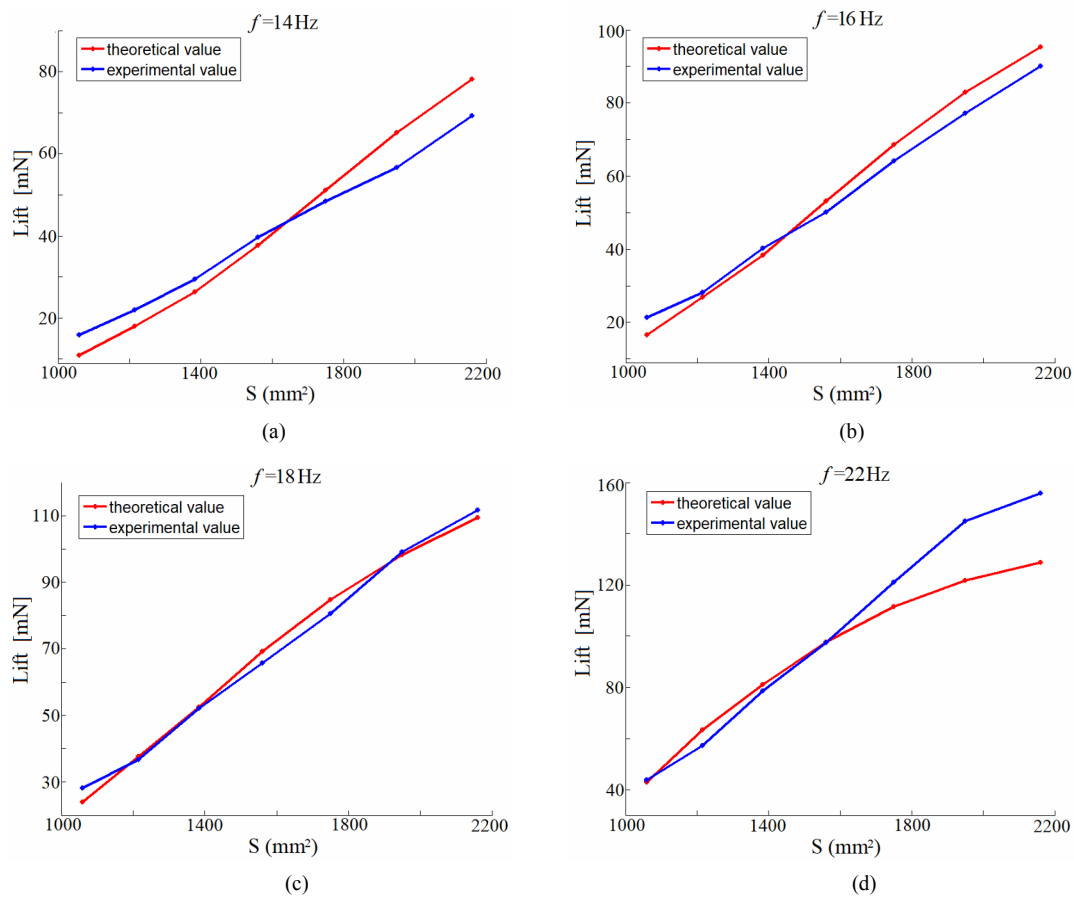 f=14Hz
theoretical value
experimental value
Lift [mN]
80
60
40
20
1000 1400 1800 2200
S (mm²)
(a)
f=16 Hz
theoretical value
experimental value
Lift [mN]
100
80
60
40
20
1000 1400 1800 2200
S (mm²)
(b)
f=18Hz
theoretical value
experimental value
Lift [mN]
110
90
70
50
30
1000 1400 1800 2200
S (mm²)
(c)
f=22Hz
theoretical value
experimental value
Lift [mN]
160
120
80
40
1000 1400 1800 2200
S (mm²)
(d)